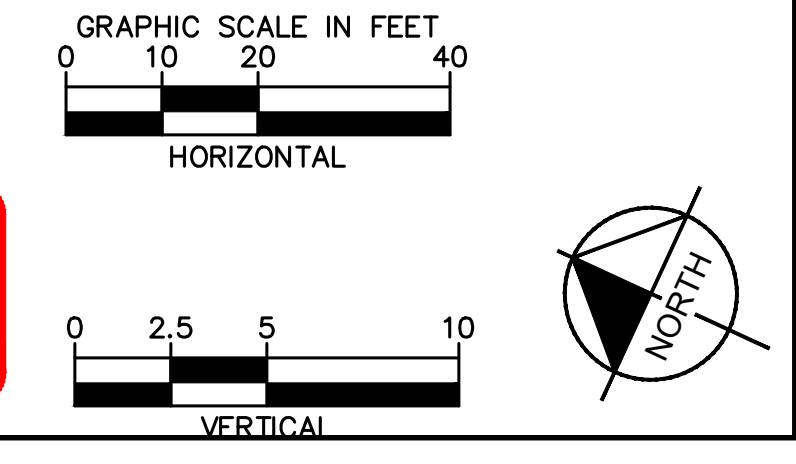 GRAPHIC SCALE IN FEET
0 10 20 40
HORIZONTAL
NORTH
0 2.5 5 10
VERTICAL